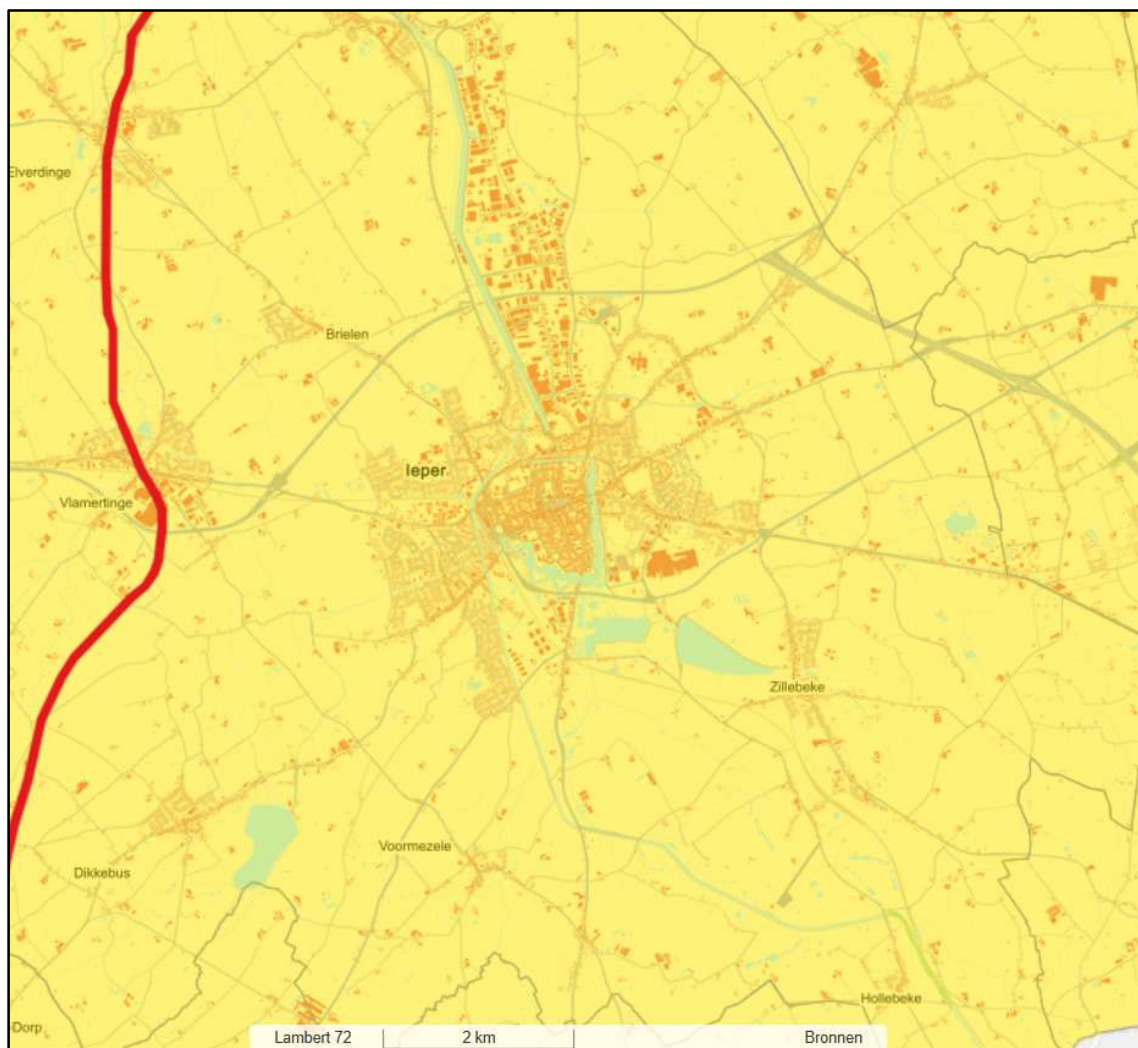 Elverdinge
Brielen
Ieper
Vlamertinge
Zillebeke
Voormezele
Dikkebus
Hollebeke
-Dorp
Lambert 72
2 km
Bronnen